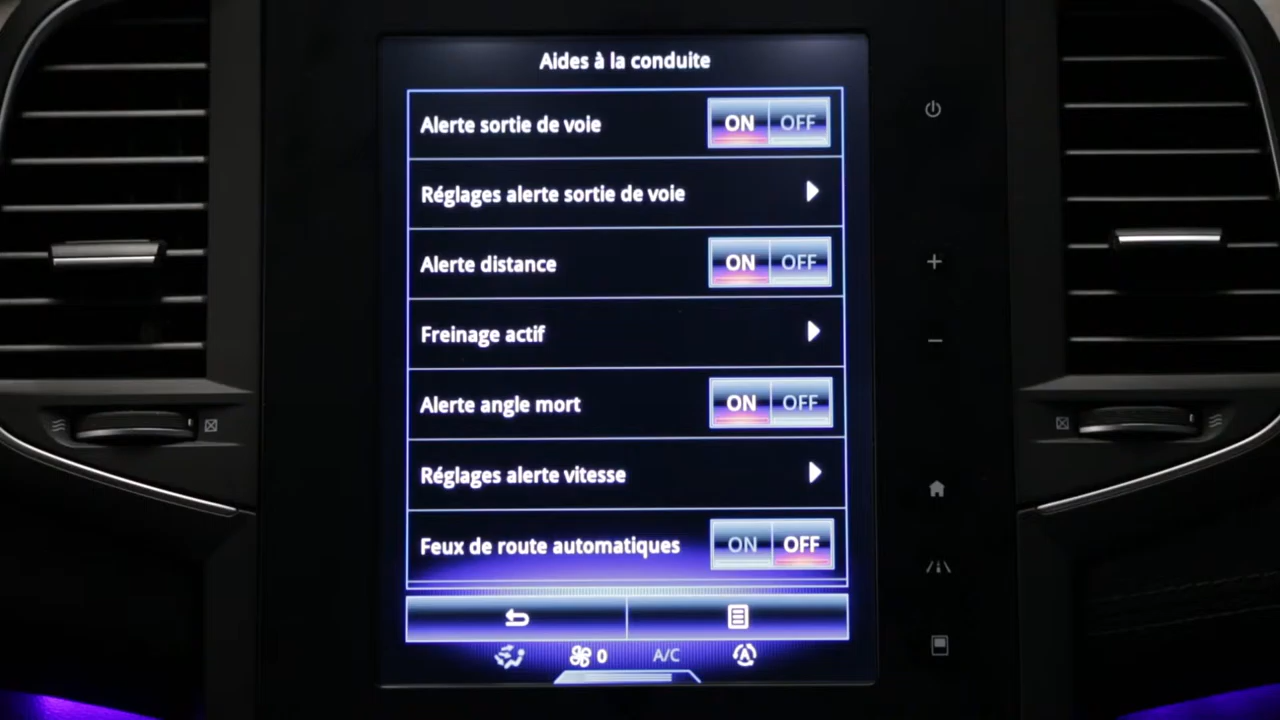 Aides à la conduite
Alerte sortie de voie ON OFF
Réglages alerte sortie de voie
Alerte distance ON OFF
Freinage actif
Alerte angle mort ON OFF
Réglages alerte vitesse
Feux de route automatiques ON OFF
0 A/C